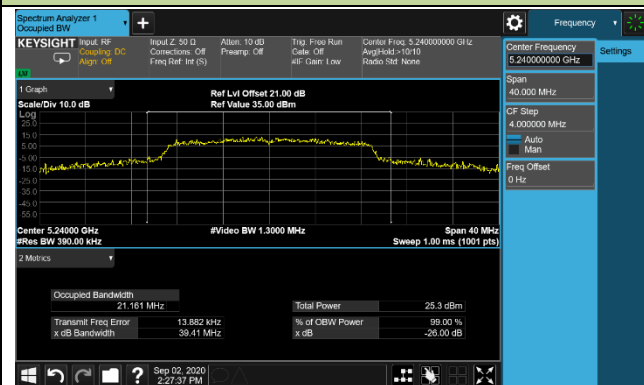 Spectrum Analyzer 1
Occupied BW
Frequency
KEYSIGHT
Input: RF
Coupling: DC
Align: Off
Input Z: 50 Ω
Corrections: Off
Freq Ref: Int (S)
Atten: 10 dB
Preamp: Off
Trig: Free Run
Gate: Off
#IF Gain: Low
Center Freq: 5.240000000 GHz
Avg|Hold:>10/10
Radio Std: None
LXI
Center Frequency
5.240000000 GHz
Settings
Span
40.000 MHz
CF Step
4.000000 MHz
Auto
Man
Freq Offset
0 Hz
1 Graph
Scale/Div 10.0 dB
Ref Lvl Offset 21.00 dB
Ref Value 35.00 dBm
Log
25.0
15.0
5.00
-5.00
-15.0
-25.0
-35.0
-45.0
-55.0
Center 5.24000 GHz
#Res BW 390.00 kHz
#Video BW 1.3000 MHz
Span 40 MHz
Sweep 1.00 ms (1001 pts)
2 Metrics
Occupied Bandwidth
21.161 MHz
Total Power 25.3 dBm
Transmit Freq Error 13.882 kHz
% of OBW Power 99.00 %
x dB Bandwidth 39.41 MHz
x dB -26.00 dB
Sep 02, 2020
2:27:37 PM